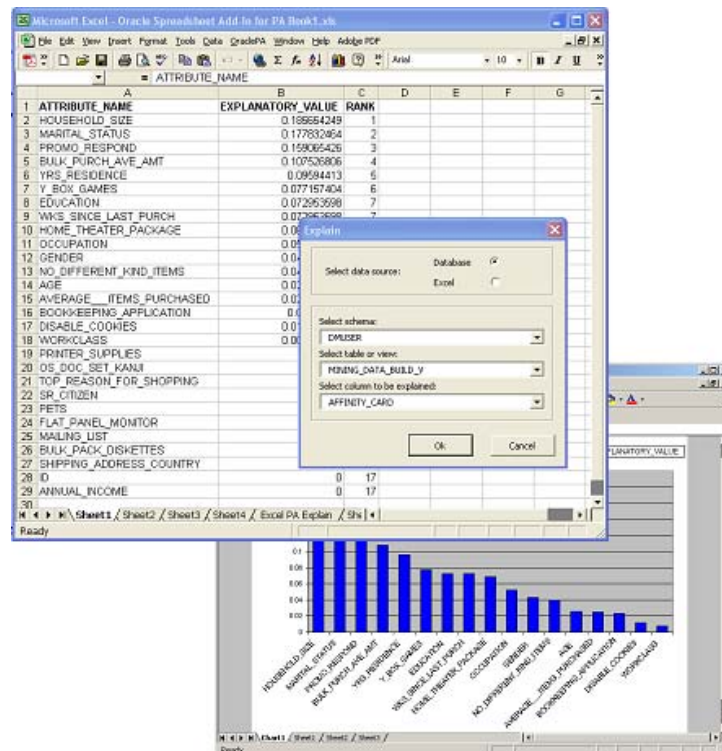 Microsoft Excel - Oracle Spreadsheet Add-In for PA Book1.xls
File Edit View Insert Format Tools Data OraclePA Window Help Adobe PDF
Arial 10 B I U
= ATTRIBUTE_NAME
A B C D E F G
1 ATTRIBUTE_NAME EXPLANATORY_VALUE RANK
2 HOUSEHOLD_SIZE 0.185654249 1
3 MARITAL_STATUS 0.177832464 2
4 PROMO_RESPOND 0.159065426 3
5 BULK_PURCH_AVE_AMT 0.107526806 4
6 YRS_RESIDENCE 0.09594413 5
7 Y_BOX_GAMES 0.077157404 6
8 EDUCATION 0.072953598 7
9 WKS_SINCE_LAST_PURCH 7
10 HOME_THEATER_PACKAGE
11 OCCUPATION
12 GENDER
13 NO_DIFFERENT_KIND_ITEMS
14 AGE
15 AVERAGE___ITEMS_PURCHASED
16 BOOKKEEPING_APPLICATION
17 DISABLE_COOKIES
18 WORKCLASS
19 PRINTER_SUPPLIES
20 OS_DOC_SET_KANJI
21 TOP_REASON_FOR_SHOPPING
22 SR_CITIZEN
23 PETS
24 FLAT_PANEL_MONITOR
25 MAILING_LIST
26 BULK_PACK_DISKETTES
27 SHIPPING_ADDRESS_COUNTRY
28 ID 0 17
29 ANNUAL_INCOME 0 17
30
Sheet1 / Sheet2 / Sheet3 / Sheet4 / Excel PA Explain / She
Ready
Explain
Select data source:
Database
Excel
Select schema:
DMUSER
Select table or view:
MINING_DATA_BUILD_V
Select column to be explained:
AFFINITY_CARD
Ok Cancel
0.1
0.08
0.06
0.04
0.02
0
HOUSEHOLD_SIZE
MARITAL_STATUS
PROMO_RESPOND
BULK_PURCH_AVE_AMT
YRS_RESIDENCE
Y_BOX_GAMES
EDUCATION
WKS_SINCE_LAST_PURCH
HOME_THEATER_PACKAGE
OCCUPATION
GENDER
NO_DIFFERENT_KIND_ITEMS
AGE
AVERAGE___ITEMS_PURCHASED
BOOKKEEPING_APPLICATION
DISABLE_COOKIES
WORKCLASS
Chart1 / Sheet1 / Sheet2 / Sheet3 /
Ready